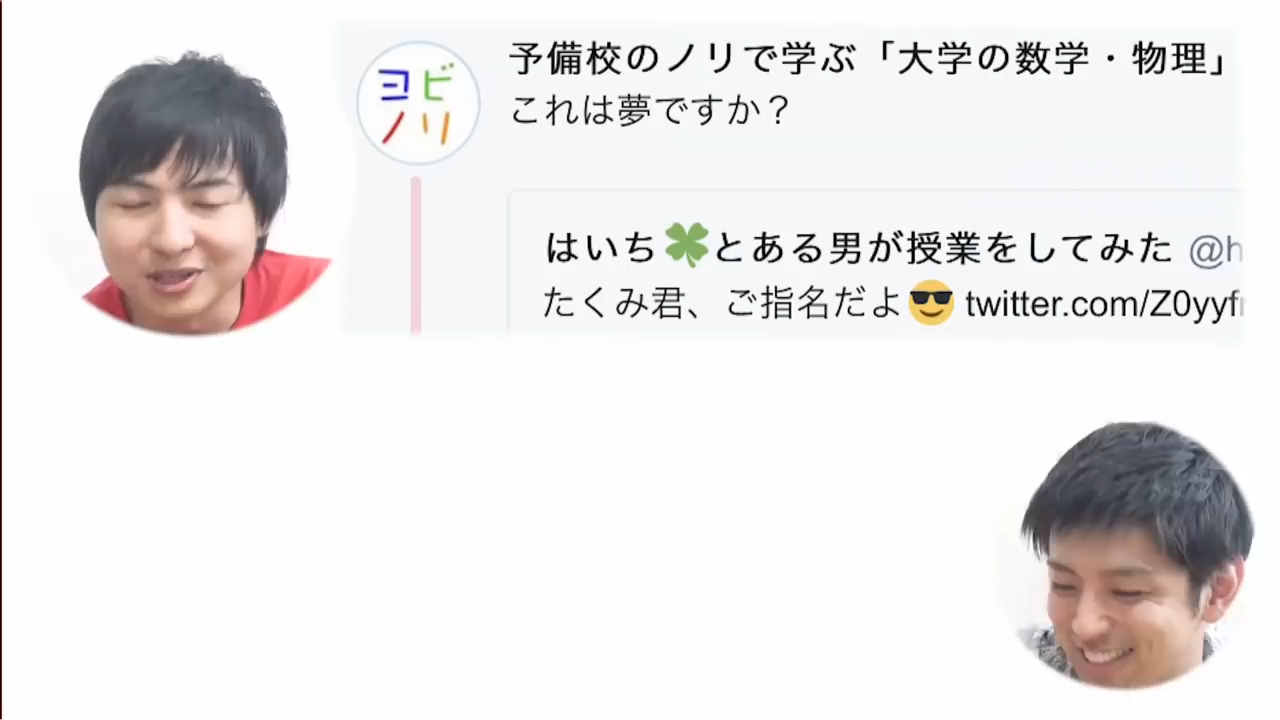 ヨビ
ノリ
予備校のノリで学ぶ「大学の数学・物理」
これは夢ですか？
はいち🍀とある男が授業をしてみた @h
たくみ君、ご指名だよ😎 twitter.com/Z0yyf